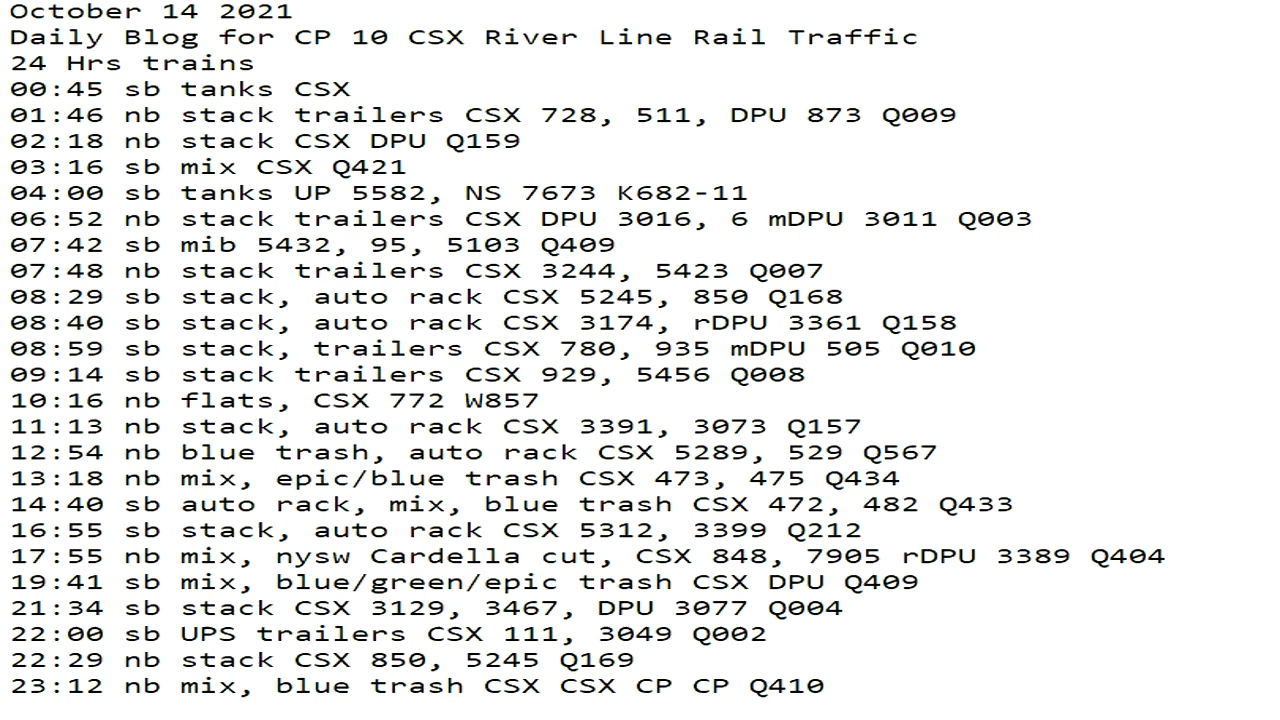 October 14 2021
Daily Blog for CP 10 CSX River Line Rail Traffic
24 Hrs trains
00:45 sb tanks CSX
01:46 nb stack trailers CSX 728, 511, DPU 873 Q009
02:18 nb stack CSX DPU Q159
03:16 sb mix CSX Q421
04:00 sb tanks UP 5582, NS 7673 K682-11
06:52 nb stack trailers CSX DPU 3016, 6 mDPU 3011 Q003
07:42 sb mib 5432, 95, 5103 Q409
07:48 nb stack trailers CSX 3244, 5423 Q007
08:29 sb stack, auto rack CSX 5245, 850 Q168
08:40 sb stack, auto rack CSX 3174, rDPU 3361 Q158
08:59 sb stack, trailers CSX 780, 935 mDPU 505 Q010
09:14 sb stack trailers CSX 929, 5456 Q008
10:16 nb flats, CSX 772 W857
11:13 nb stack, auto rack CSX 3391, 3073 Q157
12:54 nb blue trash, auto rack CSX 5289, 529 Q567
13:18 nb mix, epic/blue trash CSX 473, 475 Q434
14:40 sb auto rack, mix, blue trash CSX 472, 482 Q433
16:55 sb stack, auto rack CSX 5312, 3399 Q212
17:55 nb mix, nysw Cardella cut, CSX 848, 7905 rDPU 3389 Q404
19:41 sb mix, blue/green/epic trash CSX DPU Q409
21:34 sb stack CSX 3129, 3467, DPU 3077 Q004
22:00 sb UPS trailers CSX 111, 3049 Q002
22:29 nb stack CSX 850, 5245 Q169
23:12 nb mix, blue trash CSX CSX CP CP Q410